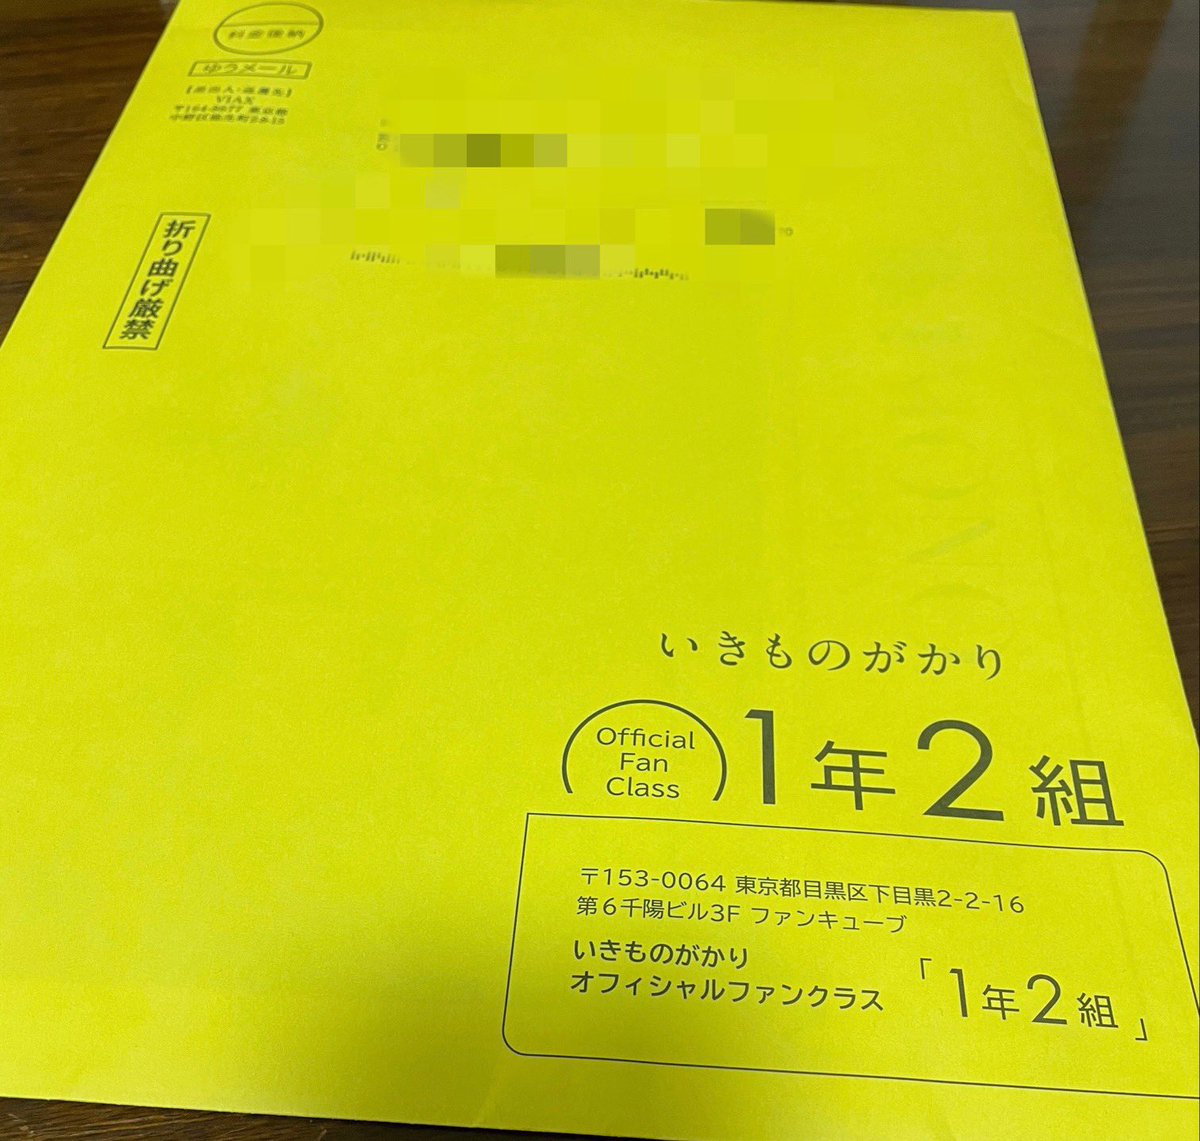 料金後納
ゆうメール
VIAX
折り曲げ厳禁
いきものがかり
Official
Fan
Class
1年2組
〒153-0064 東京都目黒区下目黒2-2-16
第6千陽ビル3F ファンキューブ
いきものがかり
オフィシャルファンクラス 「1年2組」